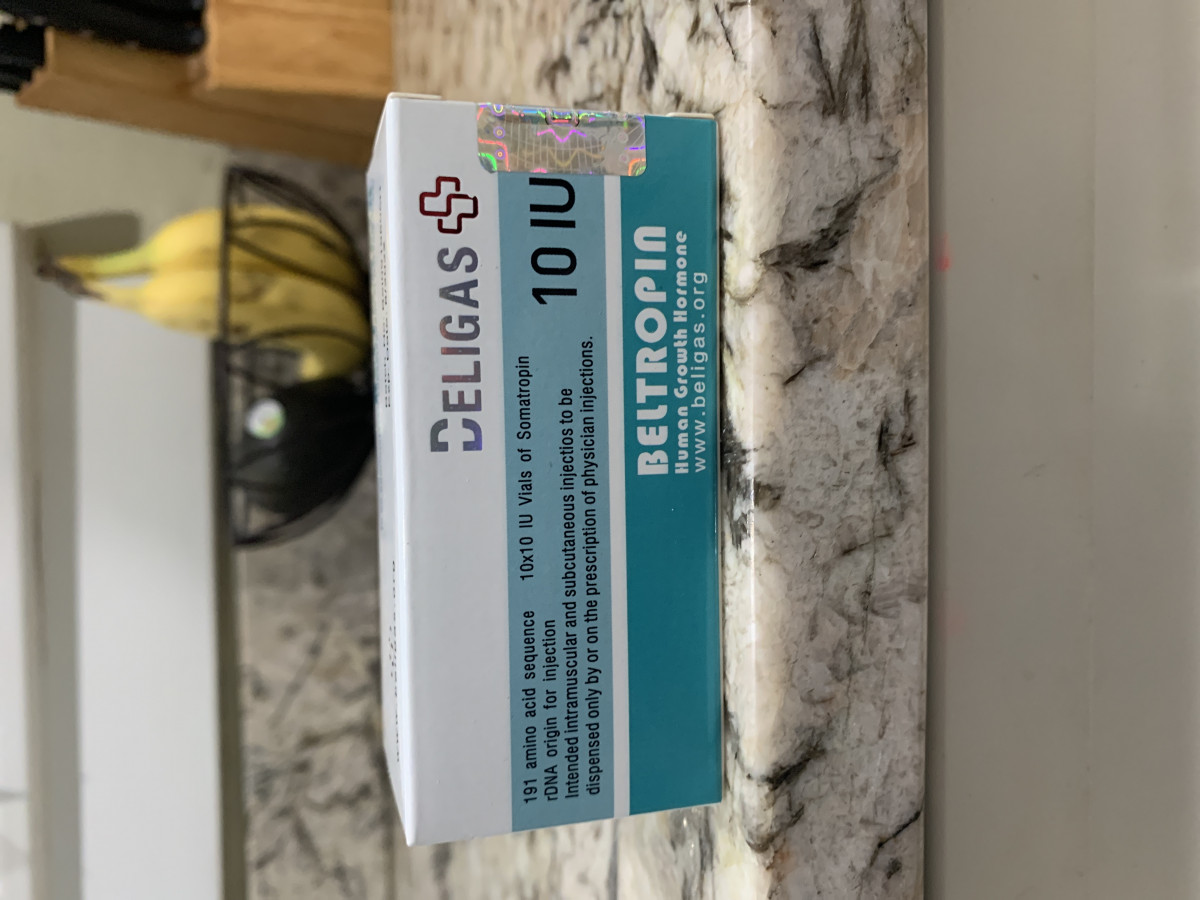 BELIGAS
191 amino acid sequence 10x10 IU Vials of Somatropin
rDNA origin for injection
10 IU
Intended intramuscular and subcutaneous injectios to be
dispensed only by or on the prescription of physician injections.
BELTROPIN
Human Growth Hormone
www.beligas.org